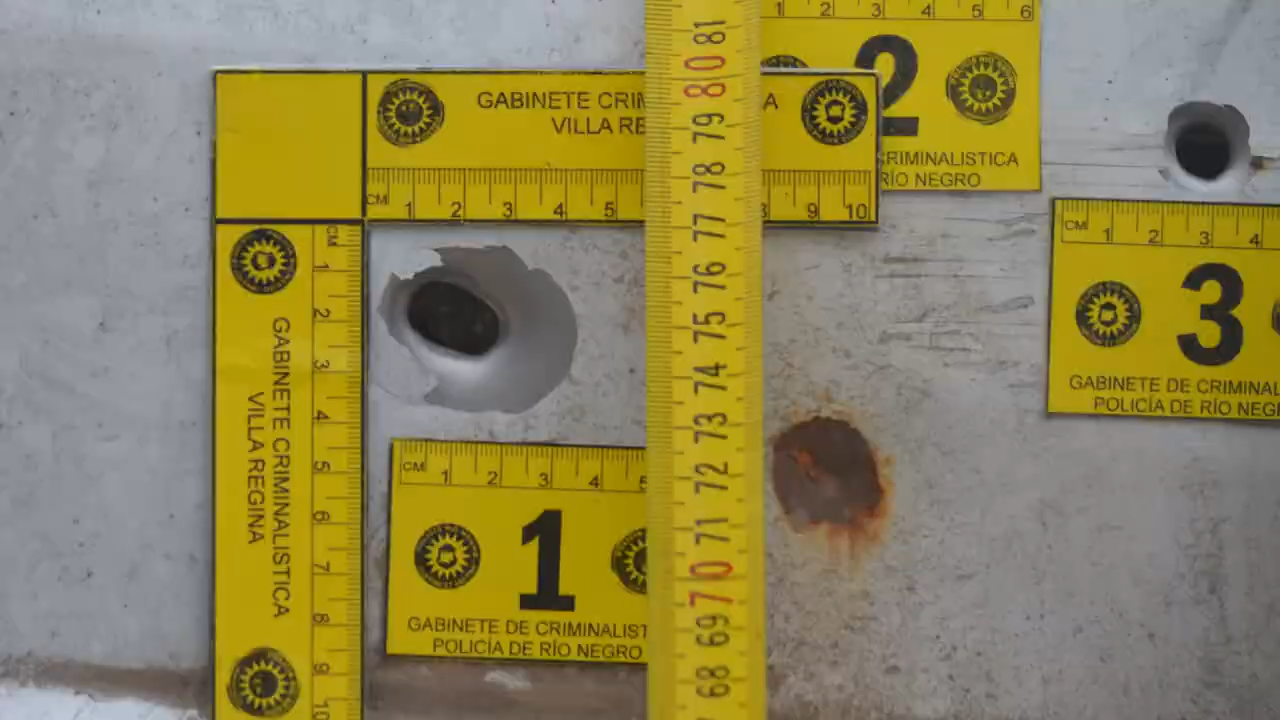 1 2 3 4 5 6
2
CRIMINALISTICA
RÍO NEGRO
GABINETE CRIM A
VILLA RE
CM 1 2 3 4 5 8 9 10
81
80
79
78
77
76
75
74
73
72
71
70
69
68
CM 1 2 3 4 5 6 7 8 9 10
GABINETE CRIMINALISTICA
VILLA REGINA
CM 1 2 3 4 5
1
GABINETE DE CRIMINALIST
POLICÍA DE RÍO NEGRO
CM 1 2 3 4
3
GABINETE DE CRIMINAL
POLICÍA DE RÍO NEG